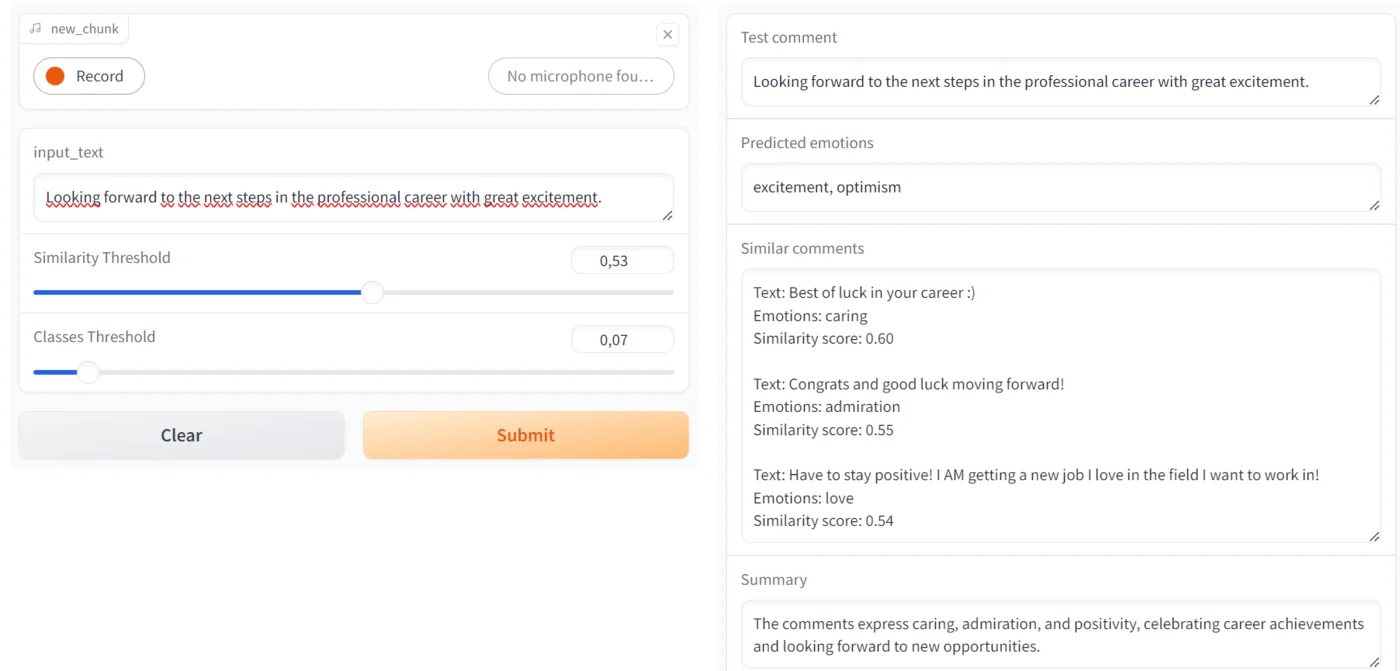 new_chunk
Record
No microphone fou…
input_text
Looking forward to the next steps in the professional career with great excitement.
Similarity Threshold
0,53
Classes Threshold
0,07
Clear
Submit
Test comment
Looking forward to the next steps in the professional career with great excitement.
Predicted emotions
excitement, optimism
Similar comments
Text: Best of luck in your career :)
Emotions: caring
Similarity score: 0.60
Text: Congrats and good luck moving forward!
Emotions: admiration
Similarity score: 0.55
Text: Have to stay positive! I AM getting a new job I love in the field I want to work in!
Emotions: love
Similarity score: 0.54
Summary
The comments express caring, admiration, and positivity, celebrating career achievements
and looking forward to new opportunities.